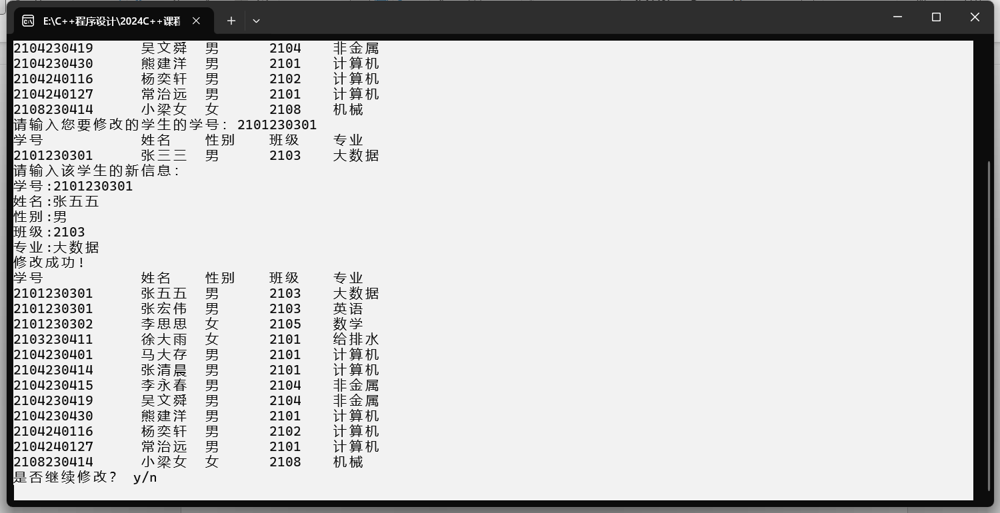 E:\C++程序设计\2024C++课程
2104230419 吴文舜 男 2104 非金属
2104230430 熊建洋 男 2101 计算机
2104240116 杨奕轩 男 2102 计算机
2104240127 常治远 男 2101 计算机
2108230414 小梁女 女 2108 机械
请输入您要修改的学生的学号：2101230301
学号 姓名 性别 班级 专业
2101230301 张三三 男 2103 大数据
请输入该学生的新信息：
学号:2101230301
姓名:张五五
性别:男
班级:2103
专业:大数据
修改成功！
学号 姓名 性别 班级 专业
2101230301 张五五 男 2103 大数据
2101230301 张宏伟 男 2103 英语
2101230302 李思思 女 2105 数学
2103230411 徐大雨 女 2101 给排水
2104230401 马大存 男 2101 计算机
2104230414 张清晨 男 2101 计算机
2104230415 李永春 男 2104 非金属
2104230419 吴文舜 男 2104 非金属
2104230430 熊建洋 男 2101 计算机
2104240116 杨奕轩 男 2102 计算机
2104240127 常治远 男 2101 计算机
2108230414 小梁女 女 2108 机械
是否继续修改？ y/n